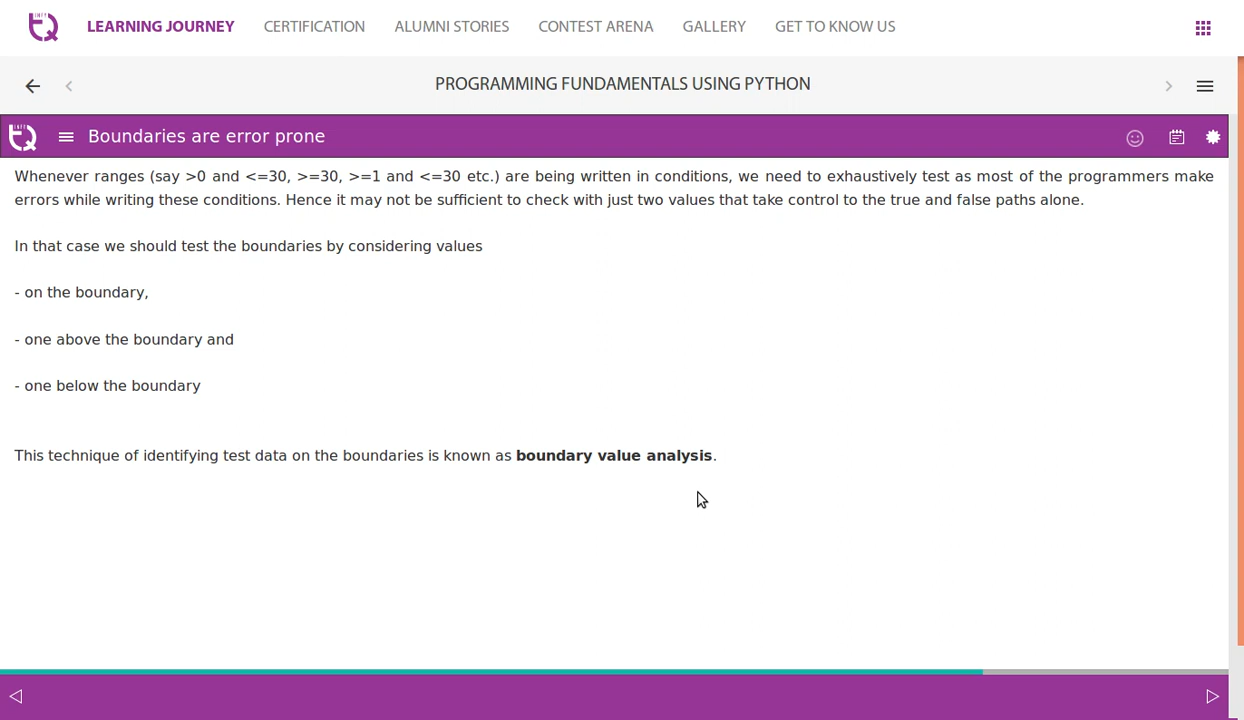 LEARNING JOURNEY CERTIFICATION ALUMNI STORIES CONTEST ARENA GALLERY GET TO KNOW US
PROGRAMMING FUNDAMENTALS USING PYTHON
Boundaries are error prone
Whenever ranges (say >0 and <=30, >=30, >=1 and <=30 etc.) are being written in conditions, we need to exhaustively test as most of the programmers make
errors while writing these conditions. Hence it may not be sufficient to check with just two values that take control to the true and false paths alone.
In that case we should test the boundaries by considering values
- on the boundary,
- one above the boundary and
- one below the boundary
This technique of identifying test data on the boundaries is known as boundary value analysis.